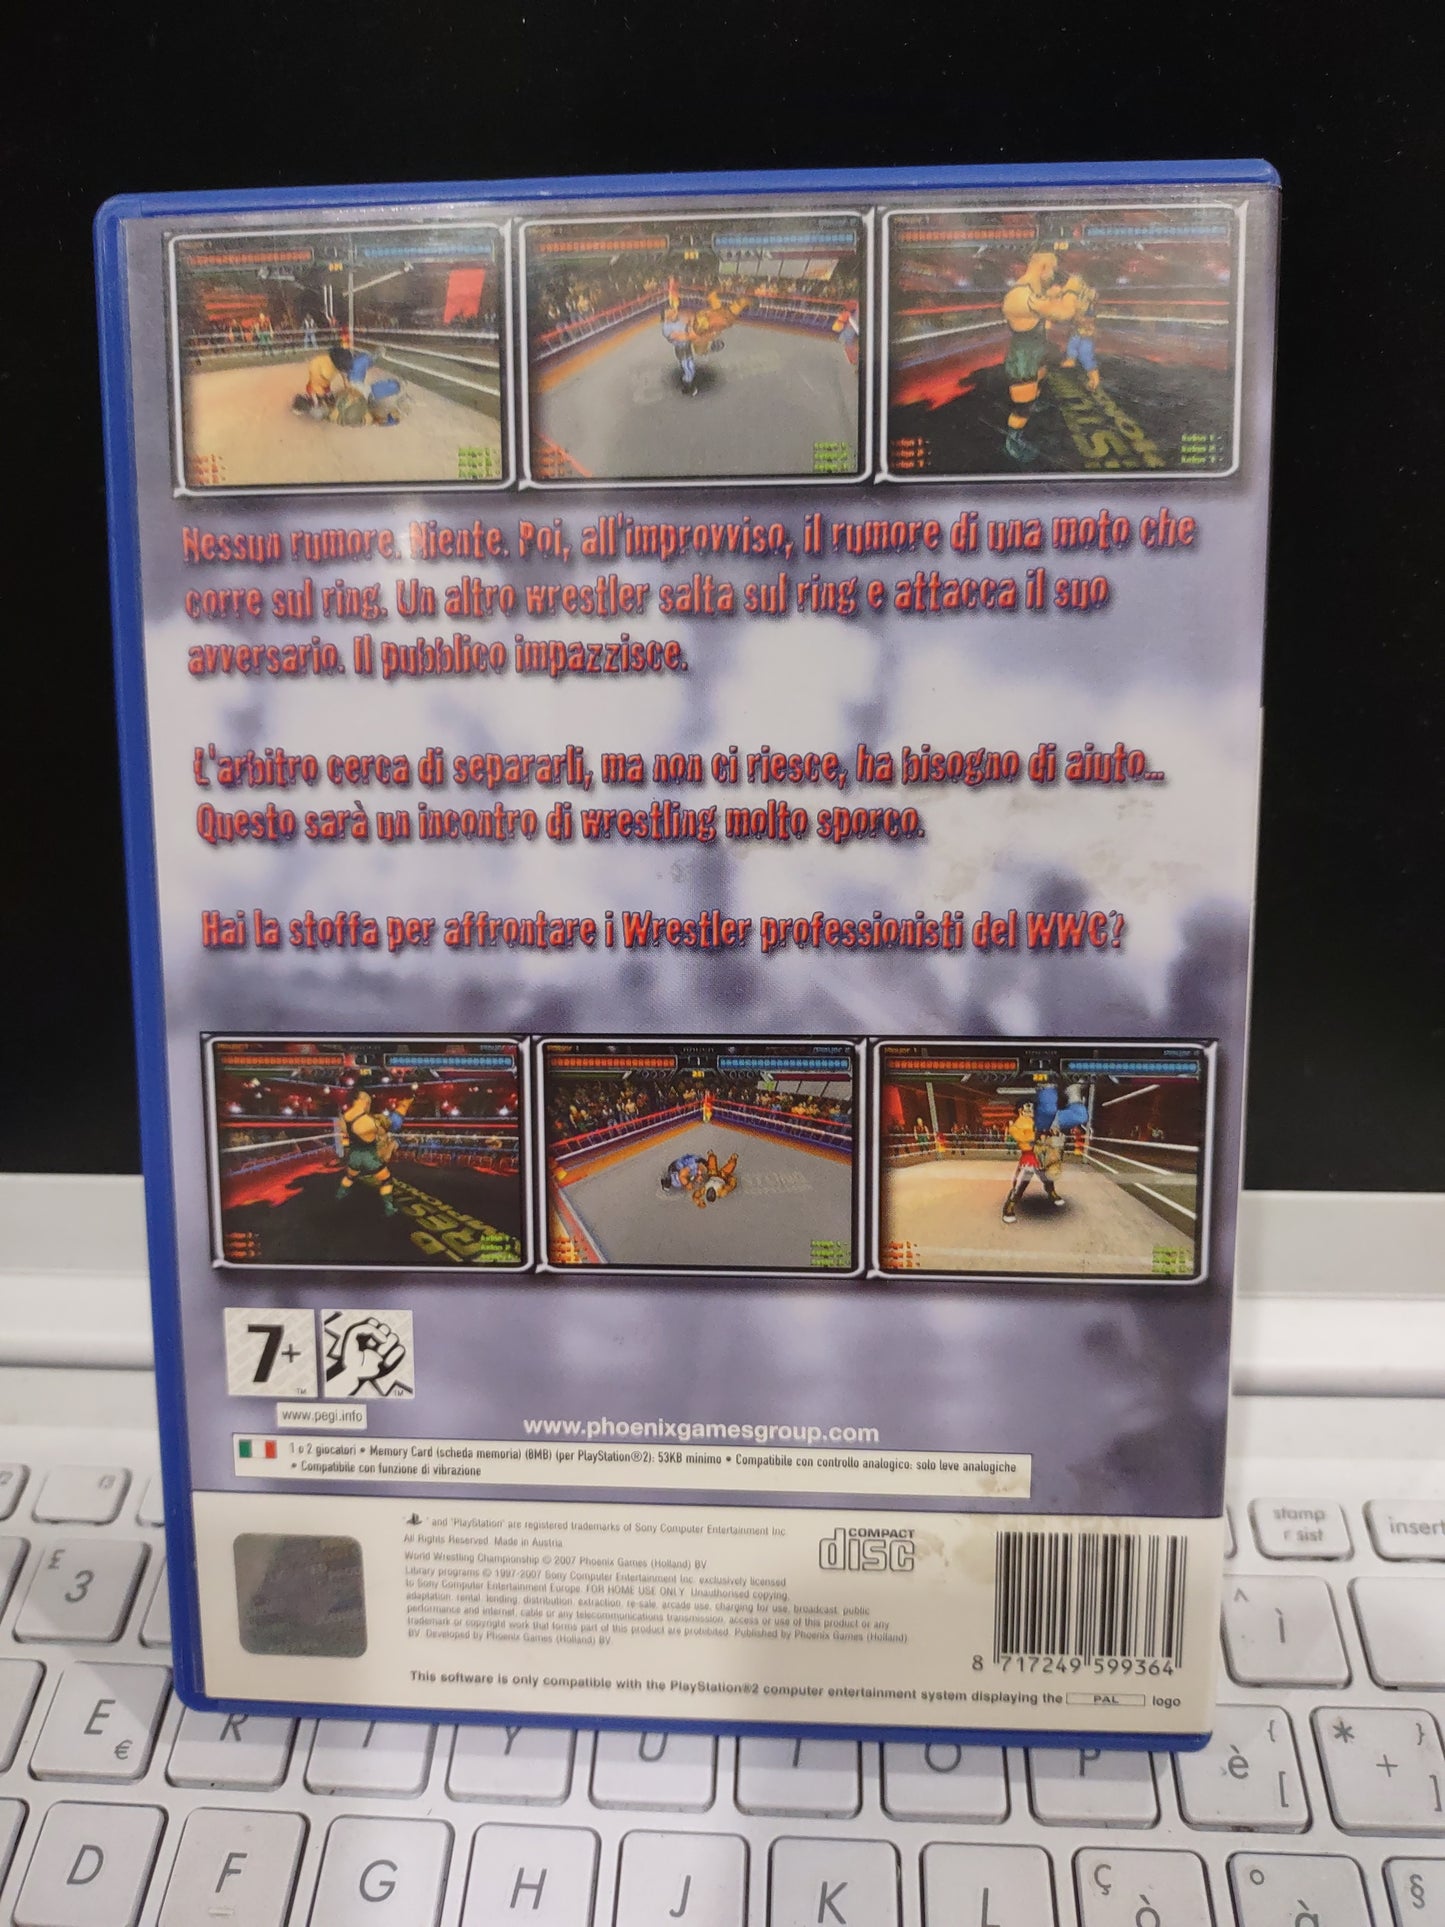 Nessun rumore. Niente. Poi, all'improvviso, il rumore di una moto che
corre sul ring. Un altro wrestler salta sul ring e attacca il suo
avversario. Il pubblico impazzisce.
L'arbitro cerca di separarli, ma non ci riesce, ha bisogno di aiuto...
Questo sarà un incontro di wrestling molto sporco.
Hai la stoffa per affrontare i Wrestler professionisti del WWC?
Player 1
7+
www.pegi.info
www.phoenixgamesgroup.com
1 o 2 giocatori • Memory Card (scheda memoria) (8MB) (per PlayStation®2): 53KB minimo • Compatibile con controllo analogico: solo leve analogiche
• Compatibile con funzione di vibrazione
" and "PlayStation" are registered trademarks of Sony Computer Entertainment Inc.
All Rights Reserved. Made in Austria.
World Wrestling Championship © 2007 Phoenix Games (Holland) BV
Library programs © 1997-2007 Sony Computer Entertainment Inc. exclusively licensed
to Sony Computer Entertainment Europe. FOR HOME USE ONLY. Unauthorised copying,
adaptation, rental, lending, distribution, extraction, re-sale, arcade use, charging for use, broadcast, public
performance and internet, cable or any telecommunications transmission, access or use of this product or any
trademark or copyright work that forms part of this product are prohibited. Published by Phoenix Games (Holland)
BV. Developed by Phoenix Games (Holland) BV.
COMPACT
disc
8 717249 599364
This software is only compatible with the PlayStation®2 computer entertainment system displaying the PAL logo
stamp
r sist
insert
£
3
^
ì
E
€
R
T
Y
U
I
O
P
è
{
[
*
+
}
]
D
F
G
H
J
K
L
ç
ò
°
à
§